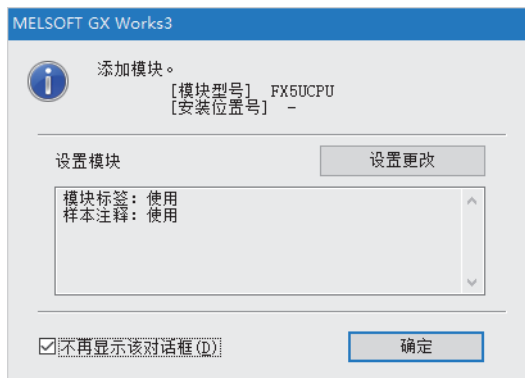 MELSOFT GX Works3
添加模块。
[模块型号] FX5UCPU
[安装位置号] -
设置模块
设置更改
模块标签: 使用
样本注释: 使用
不再显示该对话框(D)
确定